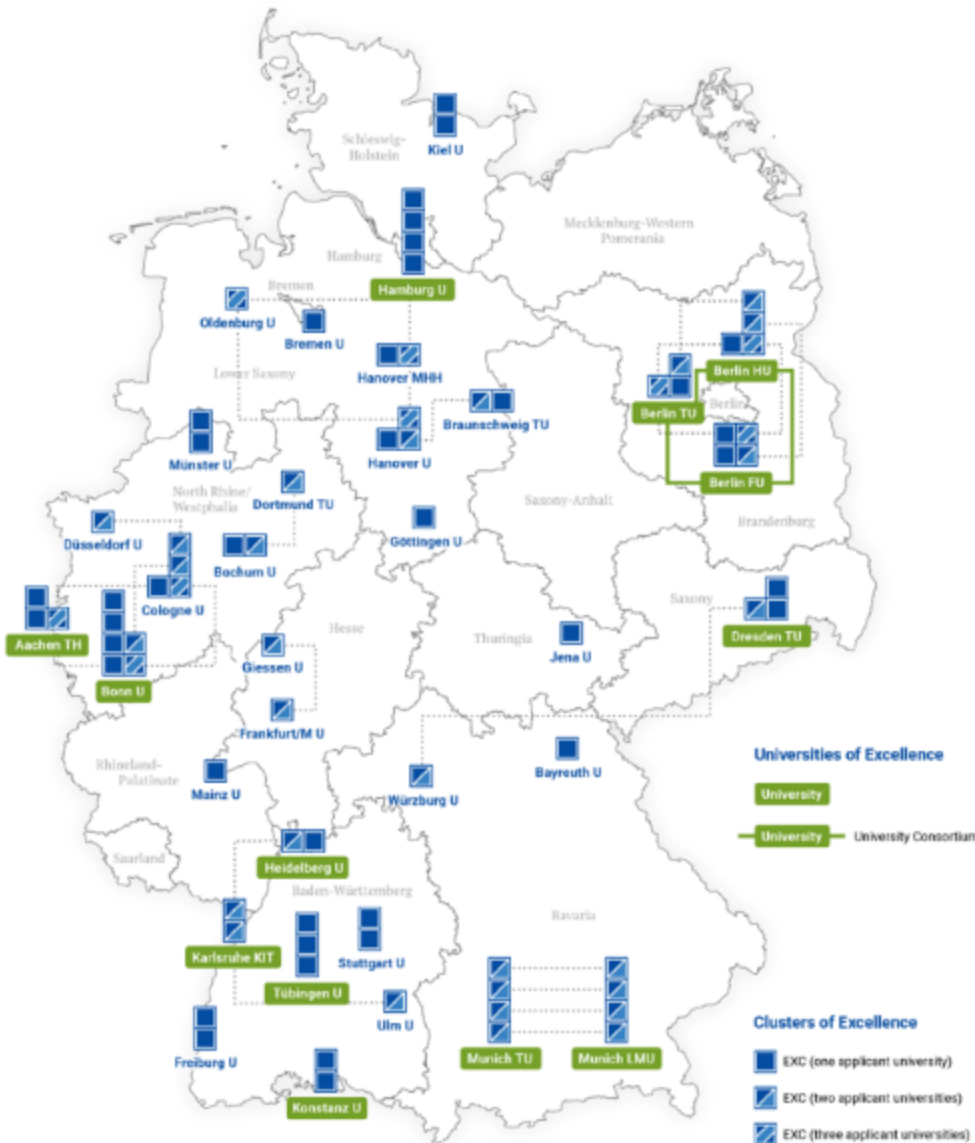 Kiel U
Schleswig-
Holstein
Mecklenburg-Western
Pomerania
Hamburg
Hamburg U
Bremen
Oldenburg U
Bremen U
Hanover MHH
Lower Saxony
Berlin HU
Berlin TU
Berlin
Braunschweig TU
Münster U
Hanover U
Berlin FU
North Rhine/
Westphalia
Dortmund TU
Saxony-Anhalt
Brandenburg
Düsseldorf U
Göttingen U
Bochum U
Cologne U
Saxony
Aachen TH
Hesse
Thuringia
Dresden TU
Jena U
Giessen U
Bonn U
Frankfurt/M U
Rhineland-
Palatinate
Bayreuth U
Universities of Excellence
Mainz U
Würzburg U
University
University
University Consortium
Saarland
Heidelberg U
Baden-Württemberg
Bavaria
Karlsruhe KIT
Stuttgart U
Tübingen U
Ulm U
Clusters of Excellence
Freiburg U
Munich TU
Munich LMU
EXC (one applicant university)
EXC (two applicant universities)
Konstanz U
EXC (three applicant universities)